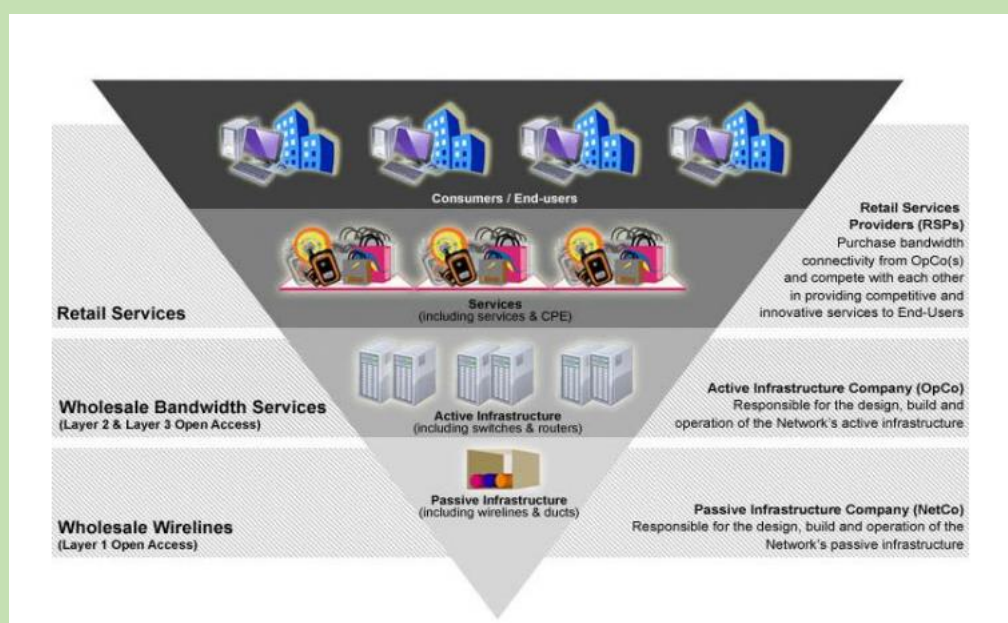 Consumers / End-users
Retail Services
Providers (RSPs)
Purchase bandwidth
connectivity from OpCo(s)
and compete with each other
in providing competitive and
innovative services to End-Users
Services
(including services & CPE)
Retail Services
Active Infrastructure
(including switches & routers)
Wholesale Bandwidth Services
(Layer 2 & Layer 3 Open Access)
Active Infrastructure Company (OpCo)
Responsible for the design, build and
operation of the Network's active infrastructure
Passive Infrastructure
(including wirelines & ducts)
Wholesale Wirelines
(Layer 1 Open Access)
Passive Infrastructure Company (NetCo)
Responsible for the design, build and operation of the
Network's passive infrastructure